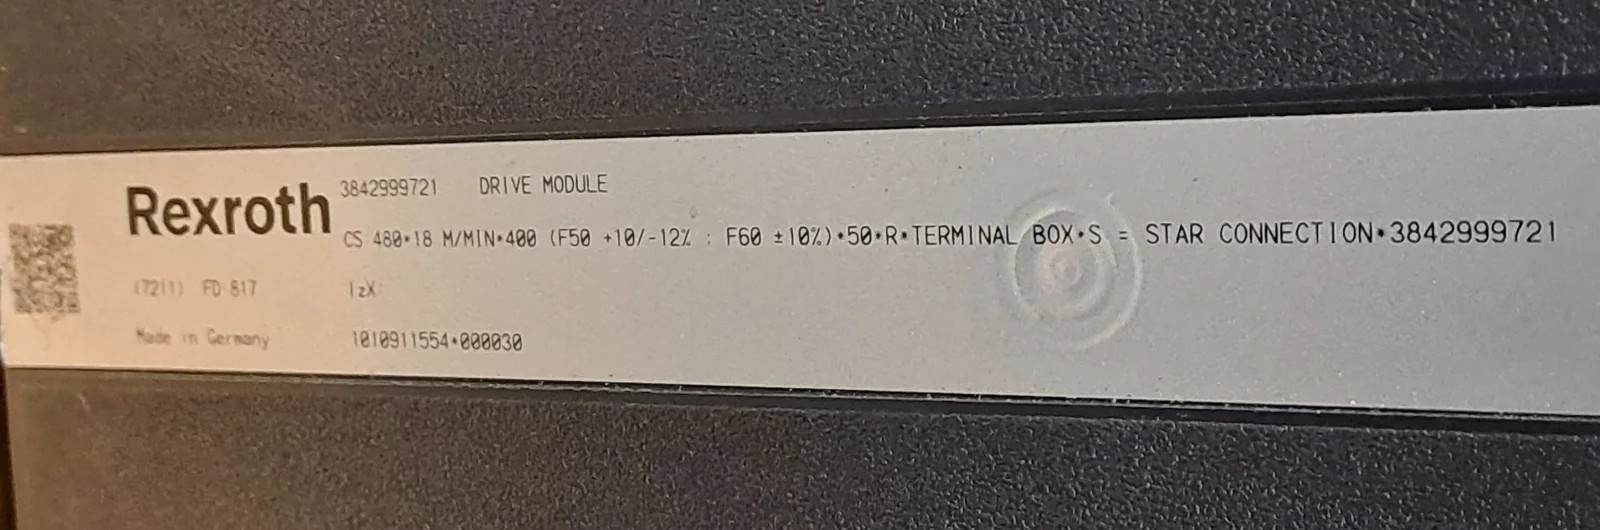 Rexroth 3842999721 DRIVE MODULE
CS 480*18 M/MIN*400 (F50 +10/-12% : F60 ±10%)*50*R*TERMINAL BOX*S = STAR CONNECTION*3842999721
(7211) FD 817 IzX
Made in Germany 1010911554*000030